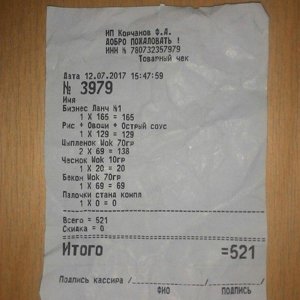 ИП Корчанов Ф.А.
ДОБРО ПОЖАЛОВАТЬ !
ИНН № 780732357979
Товарный чек
Дата 12.07.2017 15:47:59
№ 3979
Имя
Бизнес Ланч №1
1 X 165 = 165
Рис + Овощи + Острый соус
1 X 129 = 129
Цыпленок Wok 70гр
2 X 69 = 138
Чеснок Wok 10гр
1 X 20 = 20
Бекон Wok 70гр
1 X 69 = 69
Палочки станд компл
1 X 0 = 0
Всего = 521
Скидка = 0
Итого =521
Подпись кассира /
ФИО ПОДПИСЬ